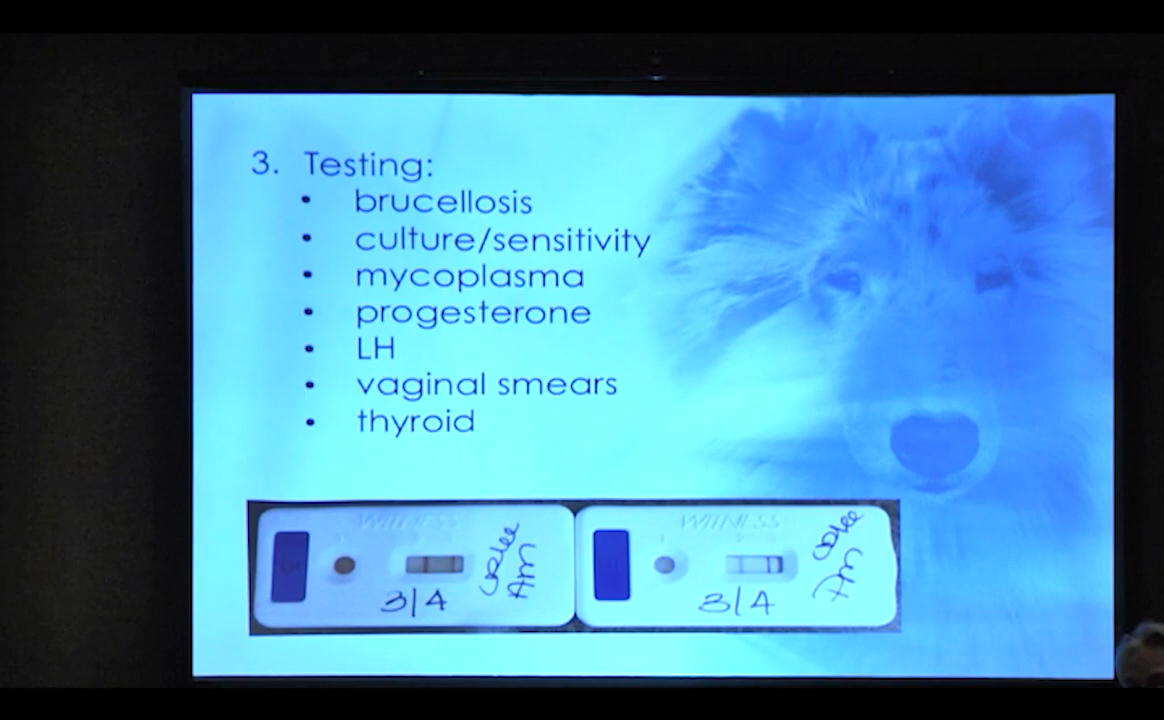 3. Testing:
• brucellosis
• culture/sensitivity
• mycoplasma
• progesterone
• LH
• vaginal smears
• thyroid
WITNESS
Am
3/4
WITNESS
Am
3/4